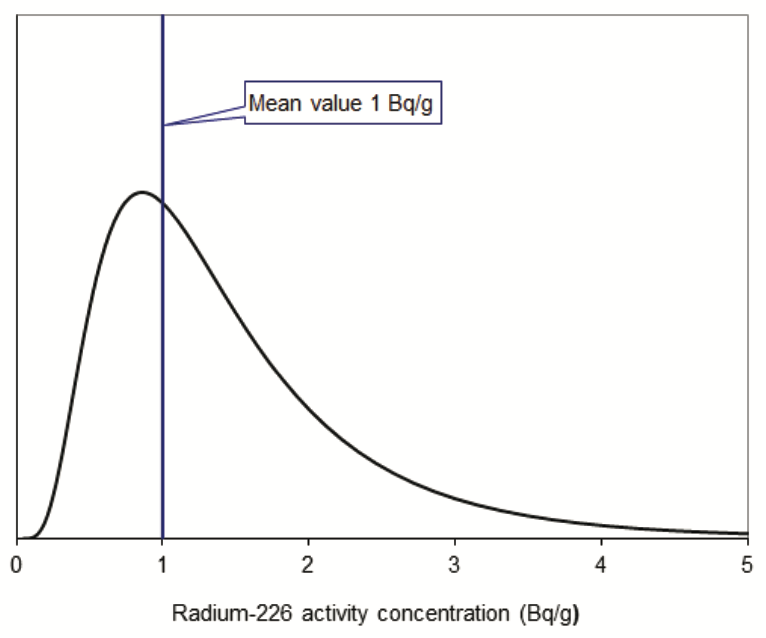 Mean value 1 Bq/g
0 1 2 3 4 5
Radium-226 activity concentration (Bq/g)